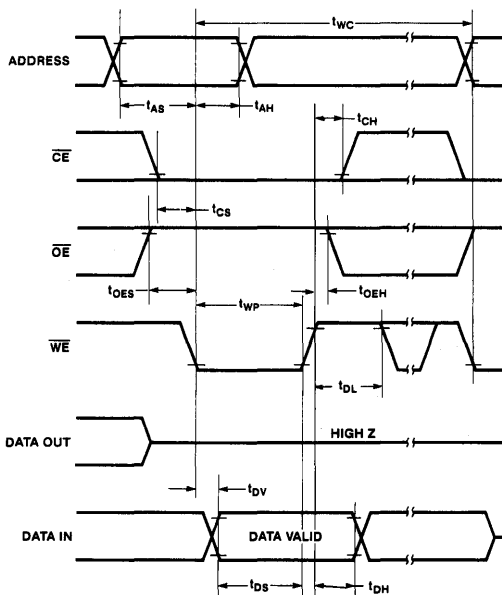 tWC
ADDRESS
tAS
tAH
tCH
CE
tCS
OE
tOES
tWP
tOEH
WE
tDL
DATA OUT
HIGH Z
tDV
DATA IN
DATA VALID
tDS
tDH